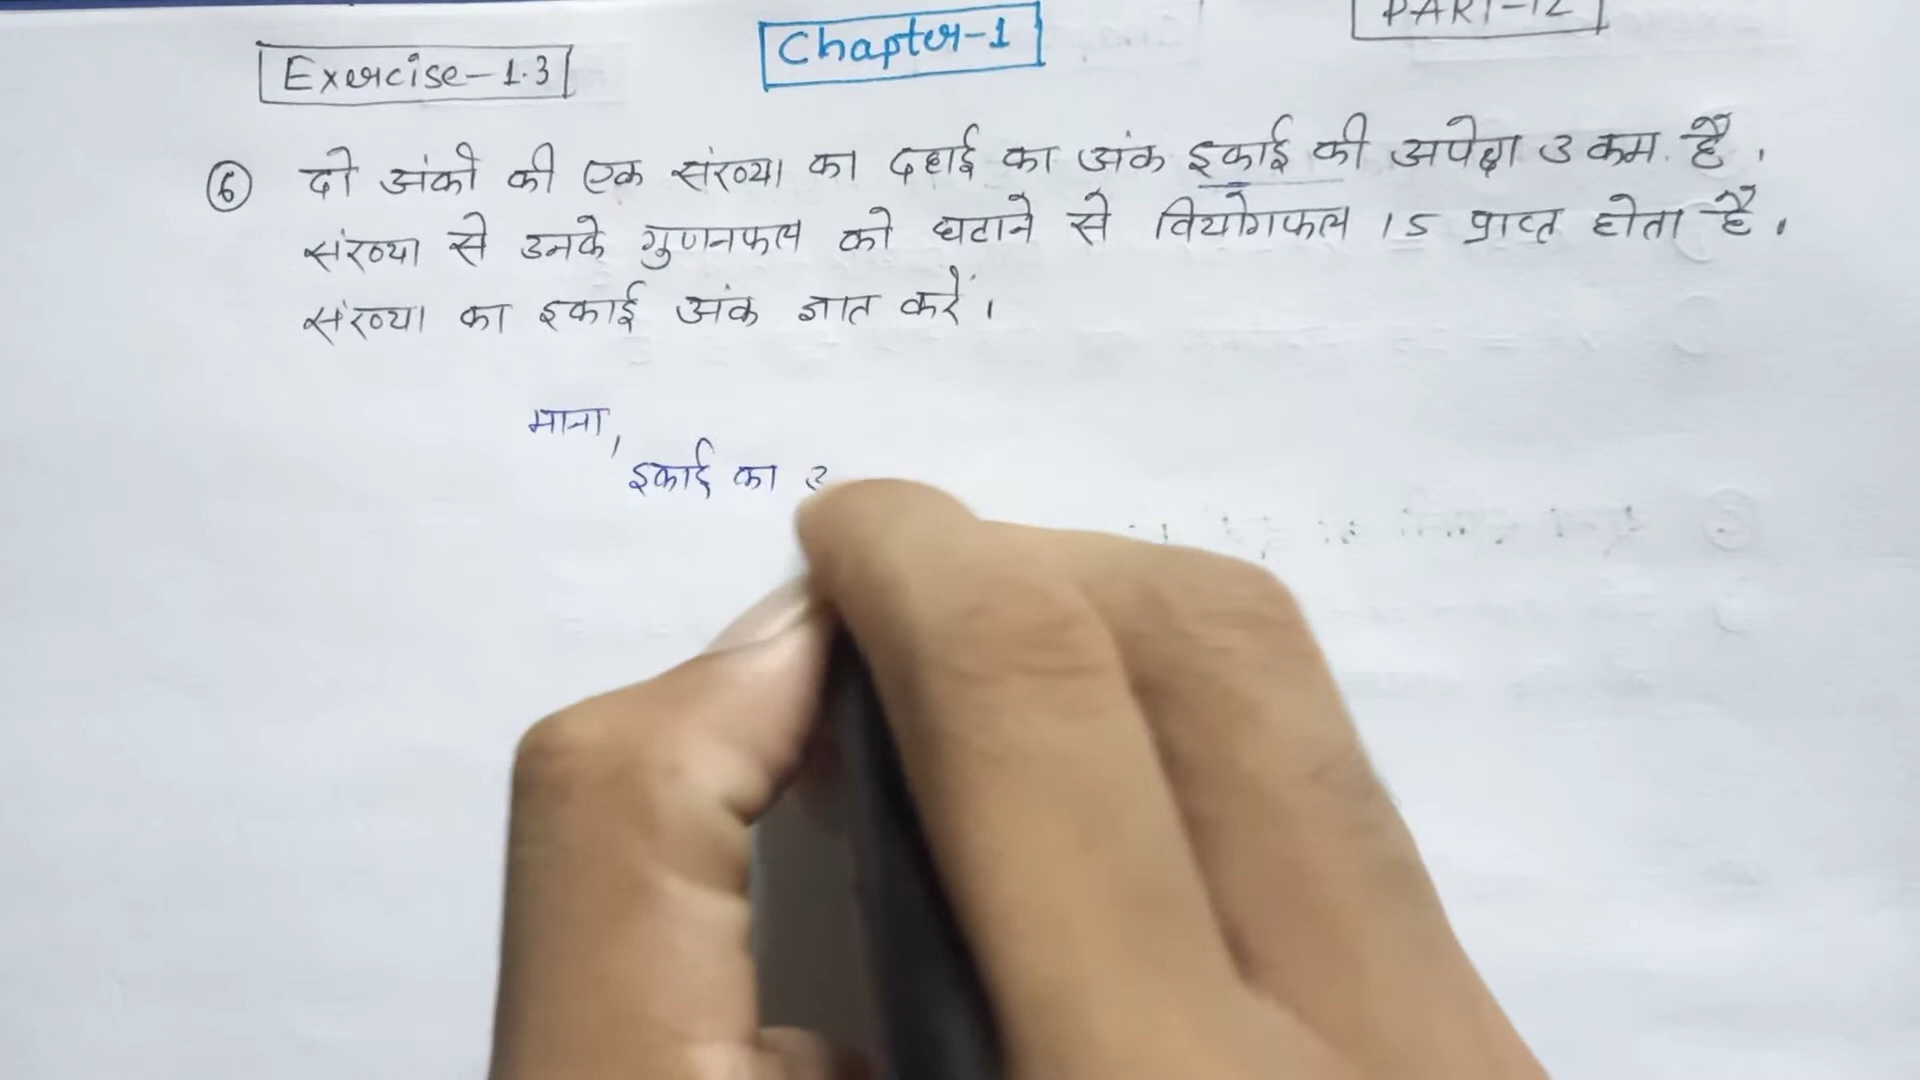 PART-12
Chapter-1
Exercise-1.3
⑥ दो अंको की एक संख्या का दहाई का अंक इकाई की अपेक्षा 3 कम है.
संख्या से उनके गुणनफल को घटाने से वियोगफल 15 प्राप्त होता है.
संख्या का इकाई अंक ज्ञात करें।
माना,
इकाई का